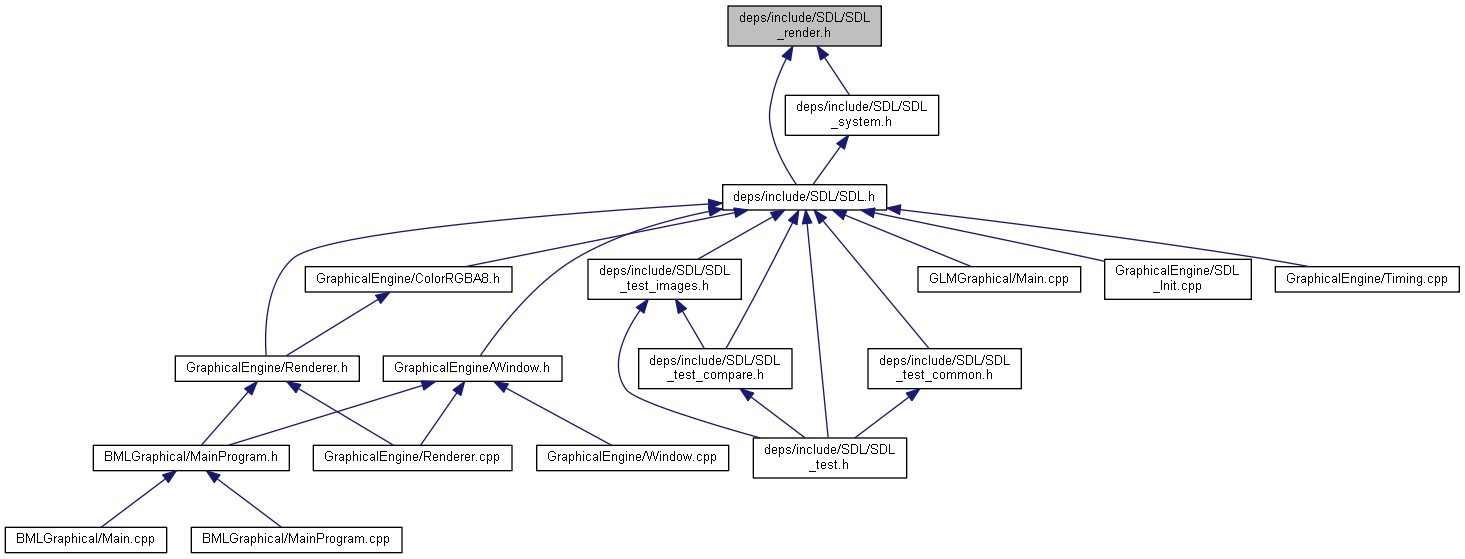 deps/include/SDL/SDL
_render.h
deps/include/SDL/SDL
_system.h
deps/include/SDL/SDL.h
GraphicalEngine/ColorRGBA8.h
deps/include/SDL/SDL
_test_images.h
GLMGraphical/Main.cpp
GraphicalEngine/SDL
_Init.cpp
GraphicalEngine/Timing.cpp
GraphicalEngine/Renderer.h
GraphicalEngine/Window.h
deps/include/SDL/SDL
_test_compare.h
deps/include/SDL/SDL
_test_common.h
BMLGraphical/MainProgram.h
GraphicalEngine/Renderer.cpp
GraphicalEngine/Window.cpp
deps/include/SDL/SDL
_test.h
BMLGraphical/Main.cpp
BMLGraphical/MainProgram.cpp